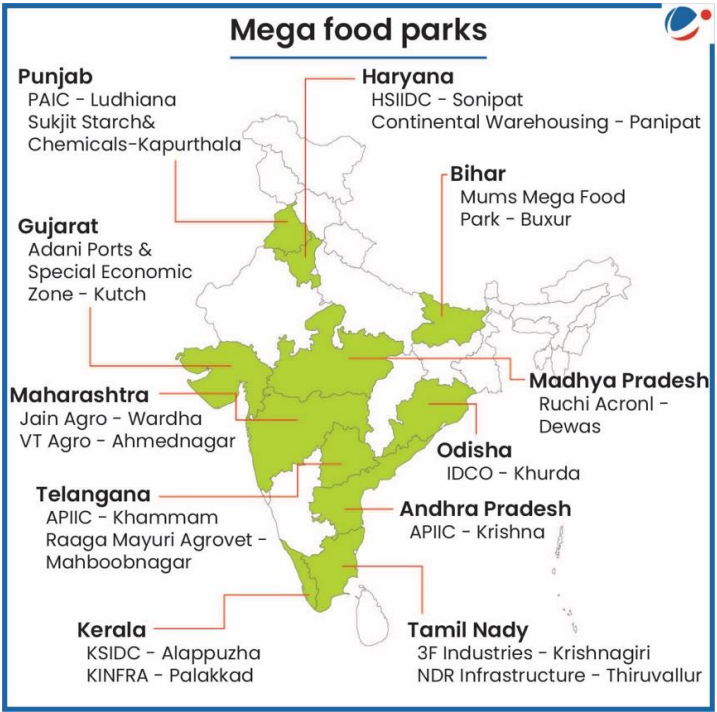 Mega food parks
Punjab
PAIC - Ludhiana
Sukjit Starch&
Chemicals-Kapurthala
Haryana
HSIIDC - Sonipat
Continental Warehousing - Panipat
Bihar
Mums Mega Food
Park - Buxur
Gujarat
Adani Ports &
Special Economic
Zone - Kutch
Maharashtra
Jain Agro - Wardha
VT Agro - Ahmednagar
Madhya Pradesh
Ruchi Acronl -
Dewas
Odisha
IDCO - Khurda
Telangana
APIIC - Khammam
Raaga Mayuri Agrovet -
Mahboobnagar
Andhra Pradesh
APIIC - Krishna
Kerala
KSIDC - Alappuzha
KINFRA - Palakkad
Tamil Nady
3F Industries - Krishnagiri
NDR Infrastructure - Thiruvallur